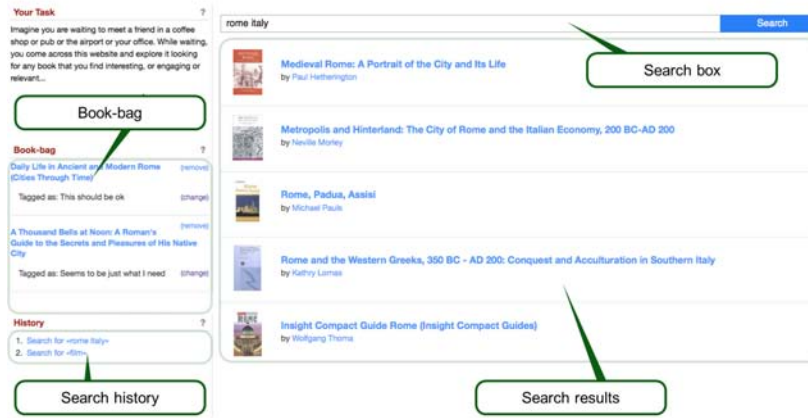 Your Task ?
Imagine you are waiting to meet a friend in a coffee
shop or pub or the airport or your office. While waiting,
you come across this website and explore it looking
for any book that you find interesting, or engaging or
relevant...
Book-bag
Book-bag ?
Daily Life in Ancient and Modern Rome (remove)
(Cities Through Time)
Tagged as: This should be ok (change)
(remove)
A Thousand Bells at Noon: A Roman's
Guide to the Secrets and Pleasures of His Native
City
Tagged as: Seems to be just what I need (change)
History ?
1. Search for «rome italy»
2. Search for «film»
Search history
rome italy Search
Search box
Medieval Rome: A Portrait of the City and Its Life
by Paul Hetherington
Metropolis and Hinterland: The City of Rome and the Italian Economy, 200 BC-AD 200
by Neville Morley
Rome, Padua, Assisi
by Michael Pauls
Rome and the Western Greeks, 350 BC - AD 200: Conquest and Acculturation in Southern Italy
by Kathry Lomas
Insight Compact Guide Rome (Insight Compact Guides)
by Wolfgang Thoma
Search results